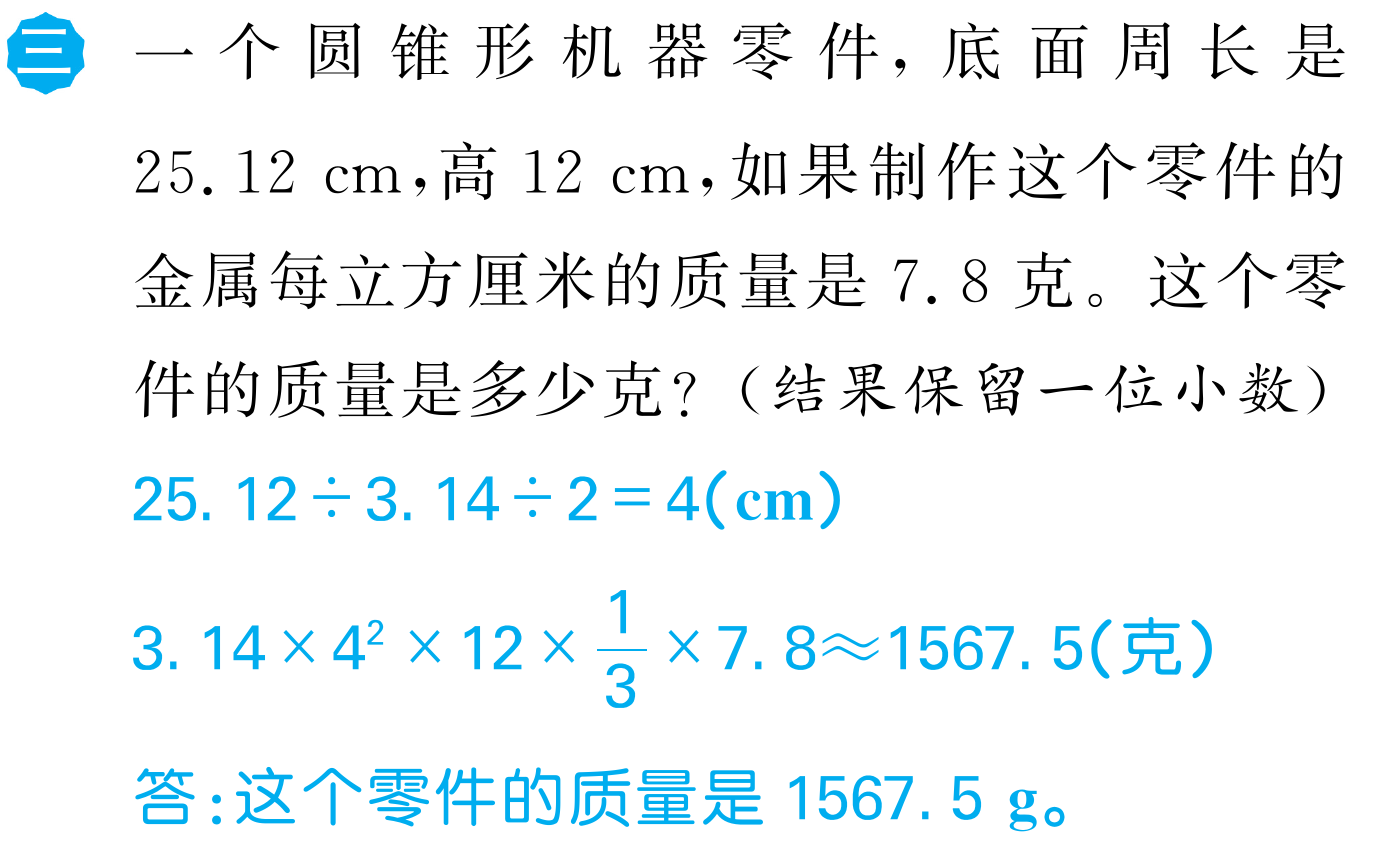 三 一个圆锥形机器零件,底面周长是
25.12 cm,高 12 cm,如果制作这个零件的
金属每立方厘米的质量是 7.8 克。这个零
件的质量是多少克?(结果保留一位小数)
25.12÷3.14÷2=4(cm)
3.14×4²×12×1/3×7.8≈1567.5(克)
答:这个零件的质量是 1567.5 g。